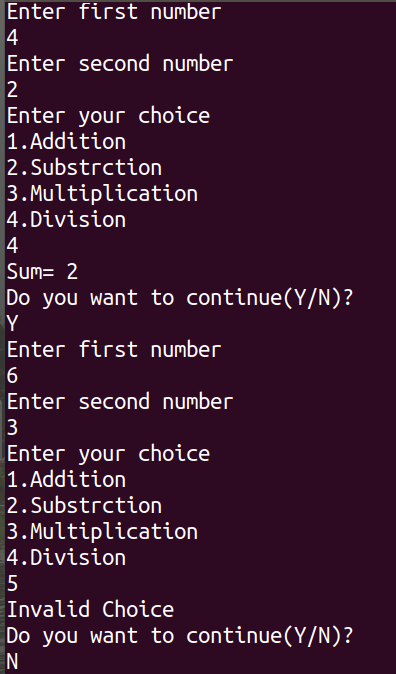 Enter first number
4
Enter second number
2
Enter your choice
1.Addition
2.Substrction
3.Multiplication
4.Division
4
Sum= 2
Do you want to continue(Y/N)?
Y
Enter first number
6
Enter second number
3
Enter your choice
1.Addition
2.Substrction
3.Multiplication
4.Division
5
Invalid Choice
Do you want to continue(Y/N)?
N